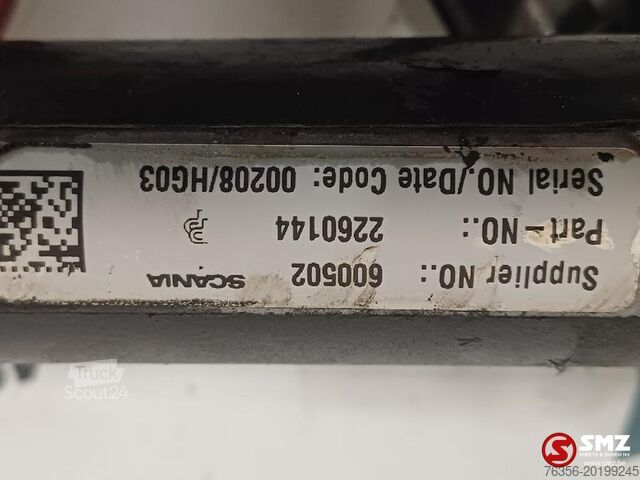 Supplier NO.: 600502 SCANIA
Part-NO.: 2260144
Serial NO./Date Code: 00208/HG03
Truck
Scout24
SMZ
76356-20199245